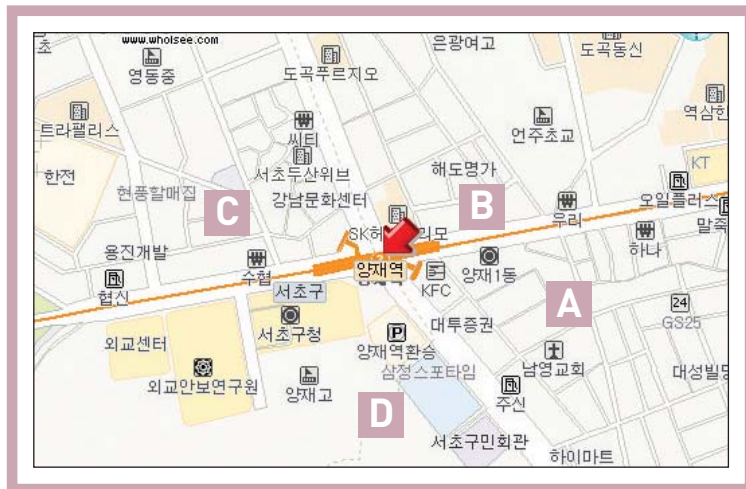 초
www.wholsee.com
영동중
도곡푸르지오
은광여고
도곡동신
트라팰리스
역삼한
씨티
언주초교
한전
서초두산위브
해도명가
KT
현풍할매집
C
강남문화센터
B
우리
오일플러스
말죽
용진개발
수협
양재역
KFC
양재1동
하나
협신
서초구
A
24
GS25
외교센터
서초구청
대투증권
P
양재역환승
남영교회
대성빌딩
외교안보연구원
양재고
삼정스포타임
주신
D
서초구민회관
하이마트